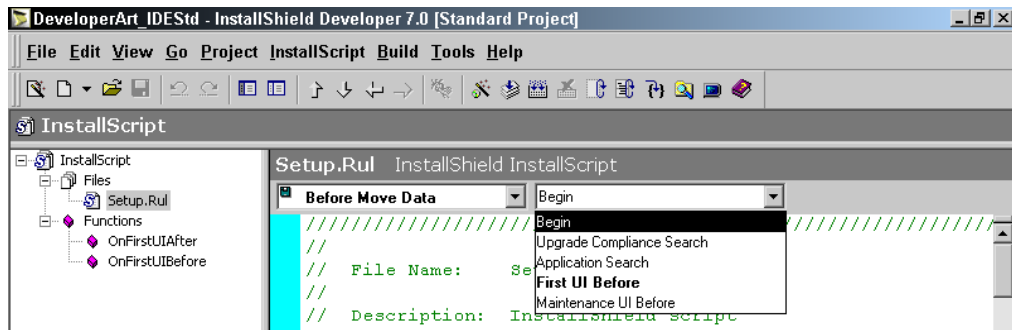 DeveloperArt_IDEStd - InstallShield Developer 7.0 [Standard Project]
File Edit View Go Project InstallScript Build Tools Help
InstallScript
InstallScript
Files
Setup.Rul
Functions
OnFirstUIAfter
OnFirstUIBefore
Setup.Rul InstallShield InstallScript
Before Move Data Begin
Begin
Upgrade Compliance Search
Application Search
First UI Before
Maintenance UI Before
//
// File Name: Se
//
// Description: InstallShield script